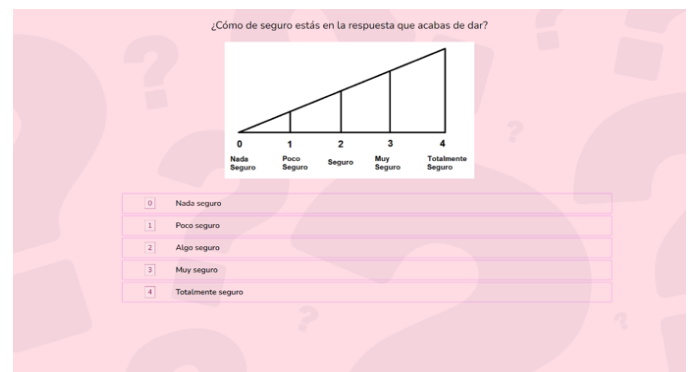 ¿Cómo de seguro estás en la respuesta que acabas de dar?
0 1 2 3 4
Nada Seguro Poco Seguro Seguro Muy Seguro Totalmente Seguro
0 Nada seguro
1 Poco seguro
2 Algo seguro
3 Muy seguro
4 Totalmente seguro